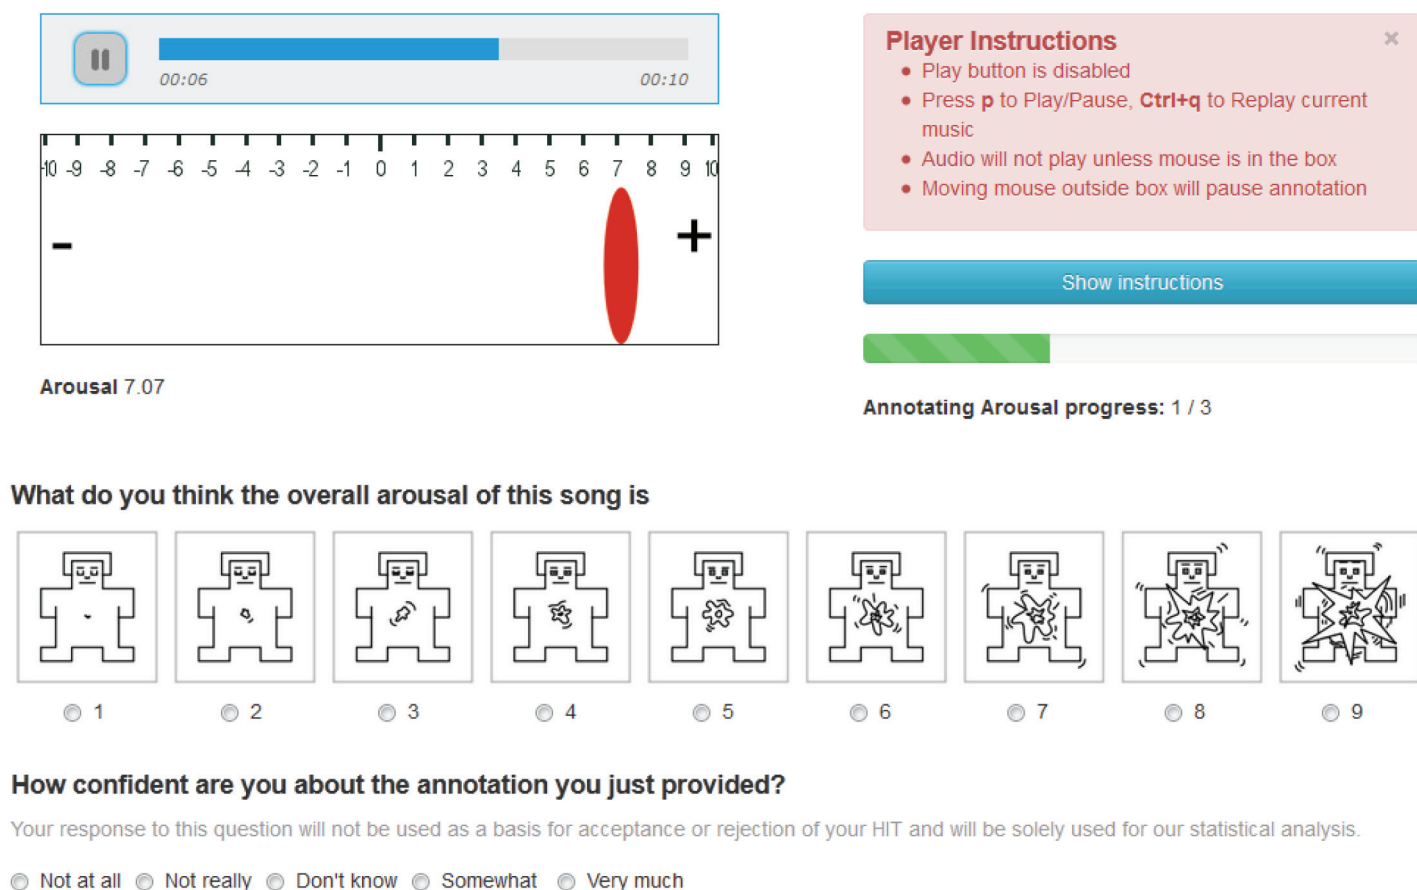 00:06 00:10
-10 -9 -8 -7 -6 -5 -4 -3 -2 -1 0 1 2 3 4 5 6 7 8 9 10
- +
Arousal 7.07
Player Instructions ×
• Play button is disabled
• Press p to Play/Pause, Ctrl+q to Replay current
music
• Audio will not play unless mouse is in the box
• Moving mouse outside box will pause annotation
Show instructions
Annotating Arousal progress: 1 / 3
What do you think the overall arousal of this song is
1 2 3 4 5 6 7 8 9
How confident are you about the annotation you just provided?
Your response to this question will not be used as a basis for acceptance or rejection of your HIT and will be solely used for our statistical analysis.
Not at all Not really Don't know Somewhat Very much